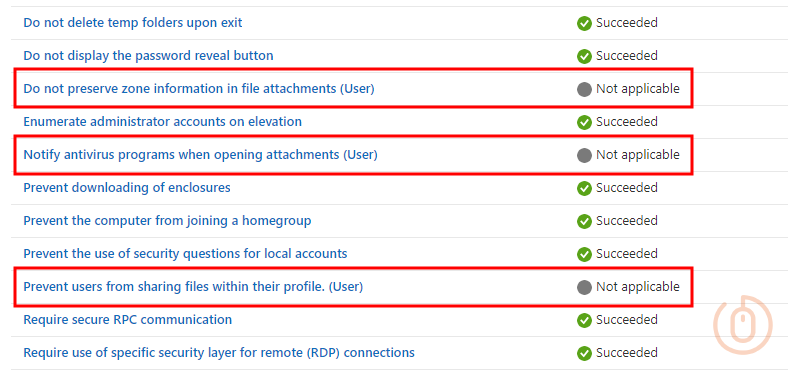 Do not delete temp folders upon exit Succeeded
Do not display the password reveal button Succeeded
Do not preserve zone information in file attachments (User) Not applicable
Enumerate administrator accounts on elevation Succeeded
Notify antivirus programs when opening attachments (User) Not applicable
Prevent downloading of enclosures Succeeded
Prevent the computer from joining a homegroup Succeeded
Prevent the use of security questions for local accounts Succeeded
Prevent users from sharing files within their profile. (User) Not applicable
Require secure RPC communication Succeeded
Require use of specific security layer for remote (RDP) connections Succeeded